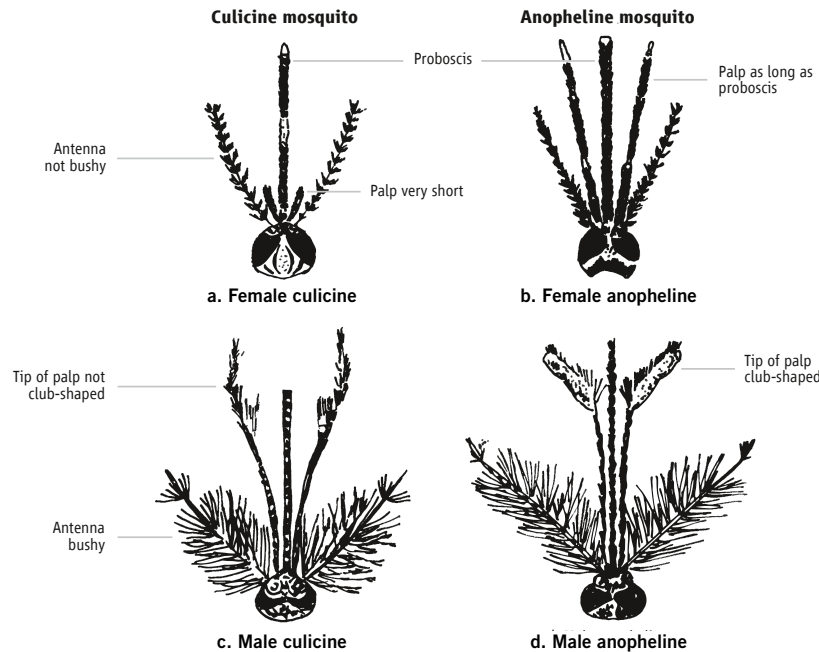 Culicine mosquito
Anopheline mosquito
Proboscis
Palp as long as
proboscis
Antenna
not bushy
Palp very short
a. Female culicine
b. Female anopheline
Tip of palp not
club-shaped
Tip of palp
club-shaped
Antenna
bushy
c. Male culicine
d. Male anopheline